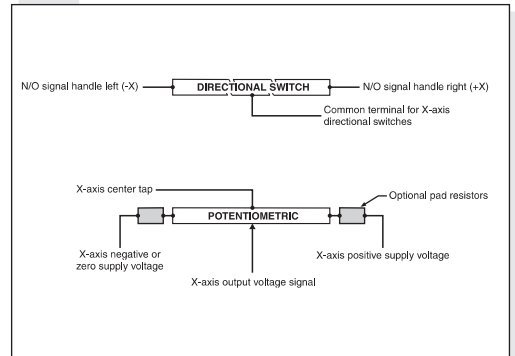 N/O signal handle left (-X)
DIRECTIONAL SWITCH
N/O signal handle right (+X)
Common terminal for X-axis
directional switches
X-axis center tap
Optional pad resistors
POTENTIOMETRIC
X-axis negative or
zero supply voltage
X-axis positive supply voltage
X-axis output voltage signal